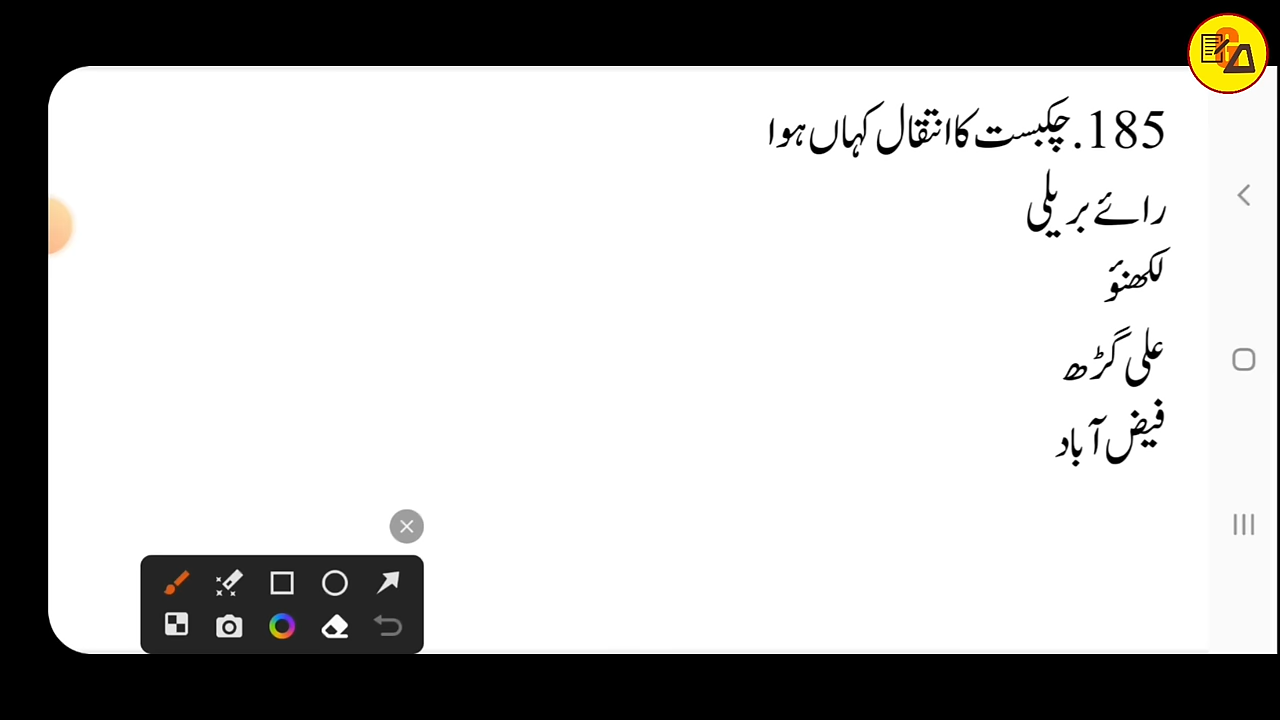 185.چکبست کا انتقال کہاں ہوا
رائے بریلی
لکھنؤ
علی گڑھ
فیض آباد